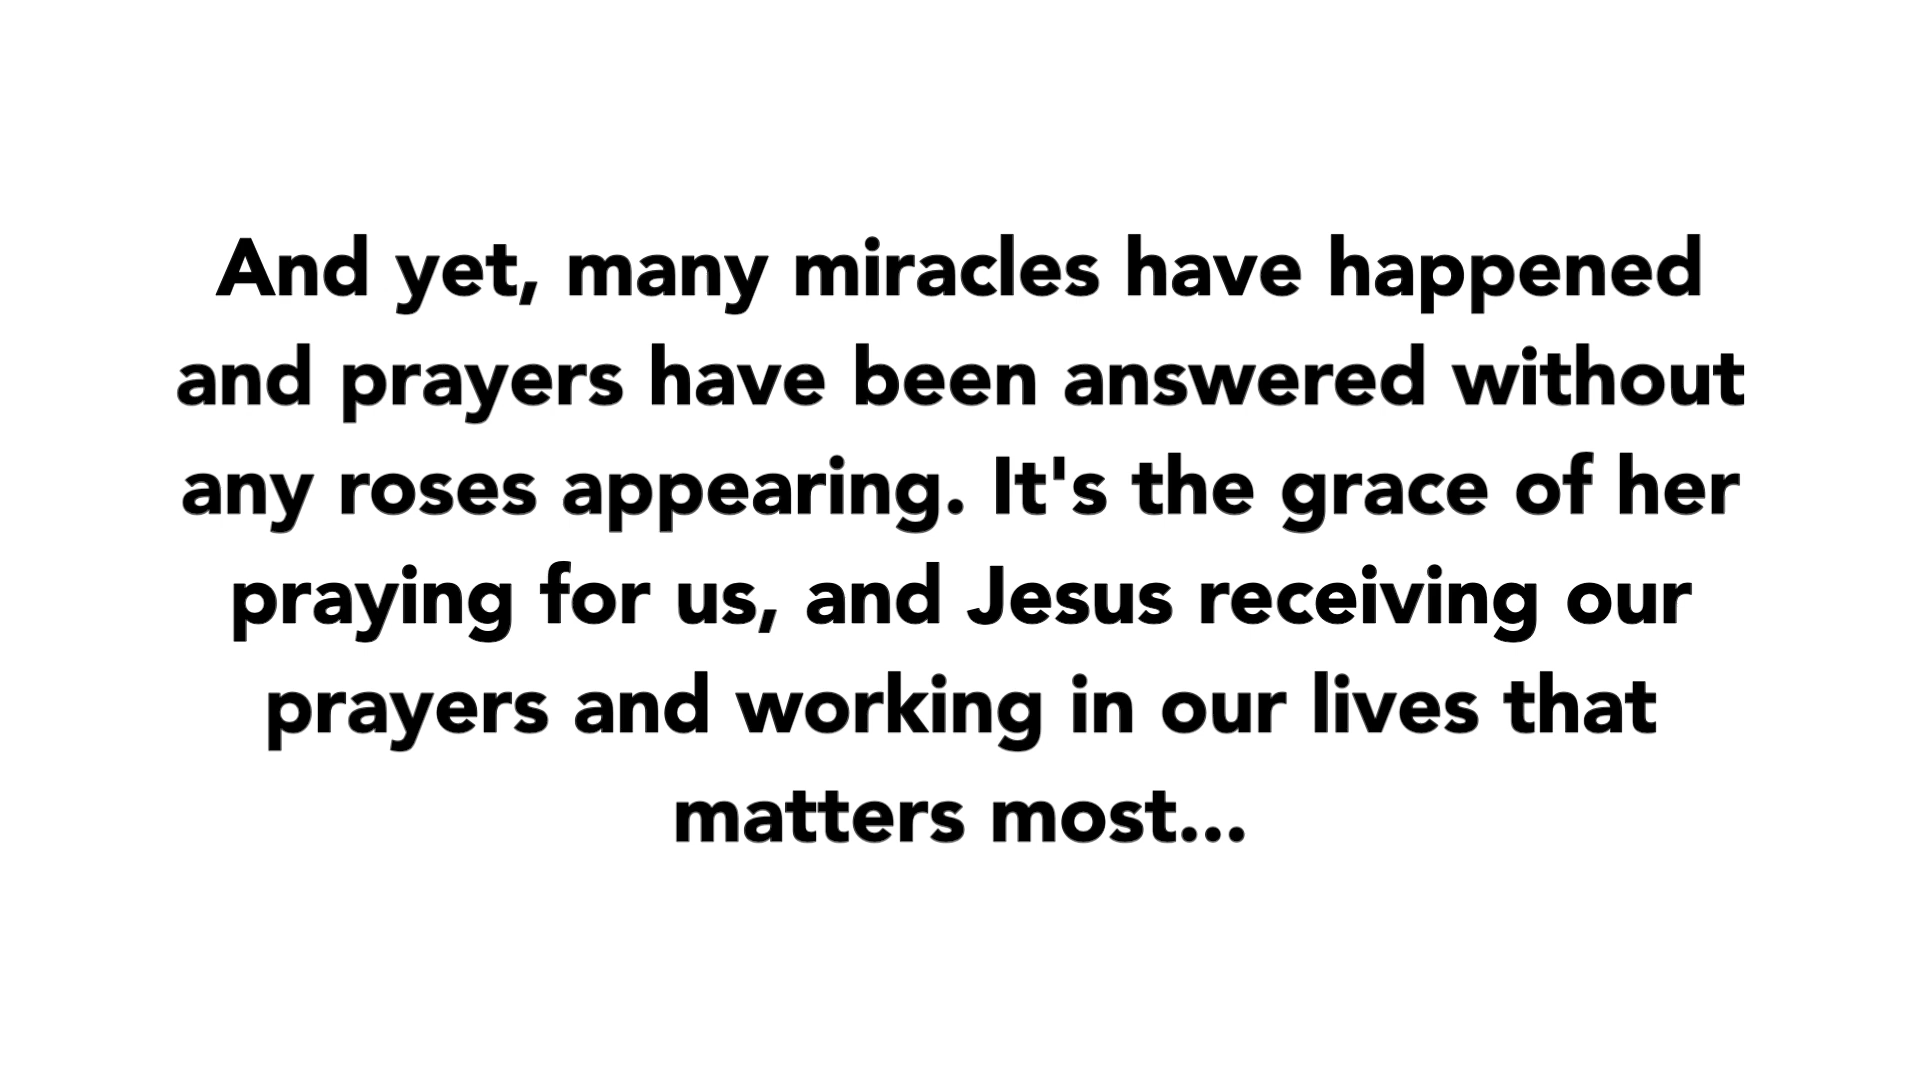 And yet, many miracles have happened
and prayers have been answered without
any roses appearing. It's the grace of her
praying for us, and Jesus receiving our
prayers and working in our lives that
matters most...